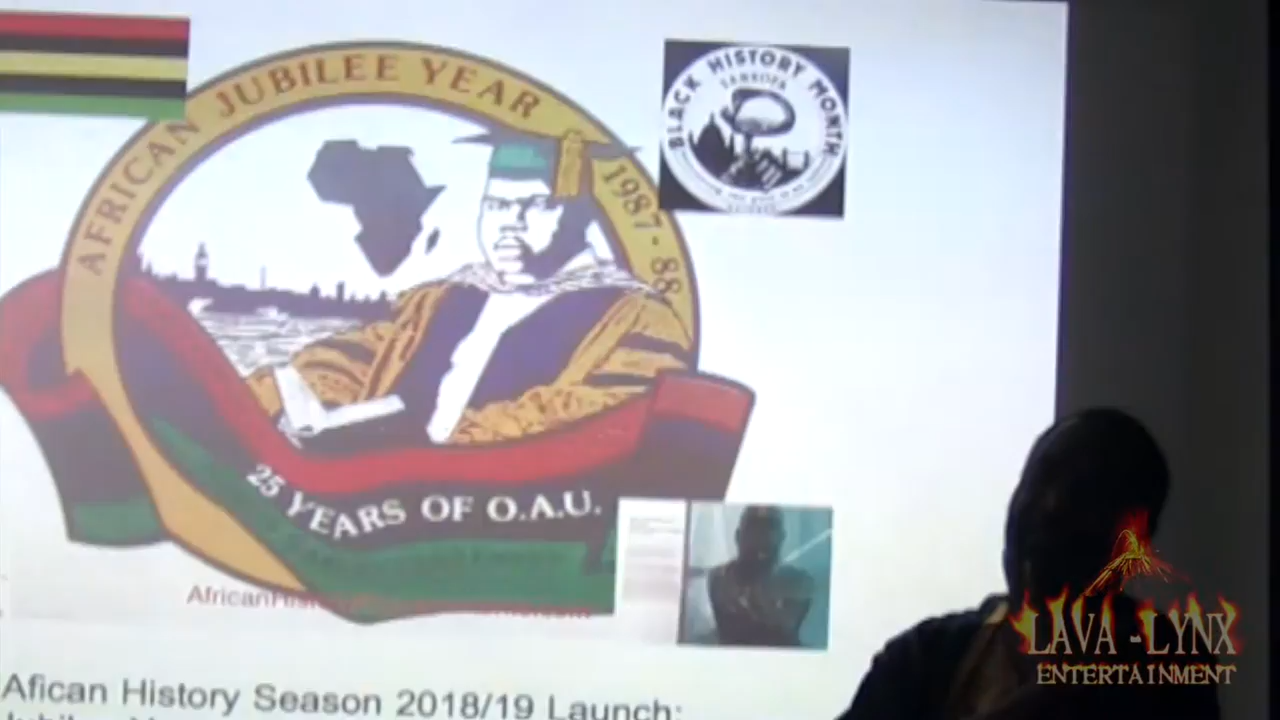 AFRICAN JUBILEE YEAR 1987-88
BLACK HISTORY MONTH
SANKOFA
25 YEARS OF O.A.U.
Afican History Season 2018/19 Launch:
LAVA-LYNX
ENTERTAINMENT